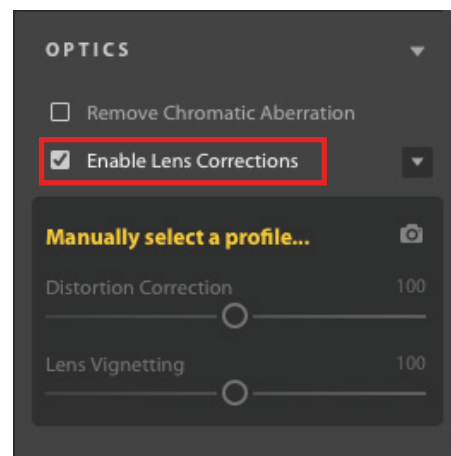 OPTICS
Remove Chromatic Aberration
Enable Lens Corrections
Manually select a profile...
Distortion Correction 100
Lens Vignetting 100